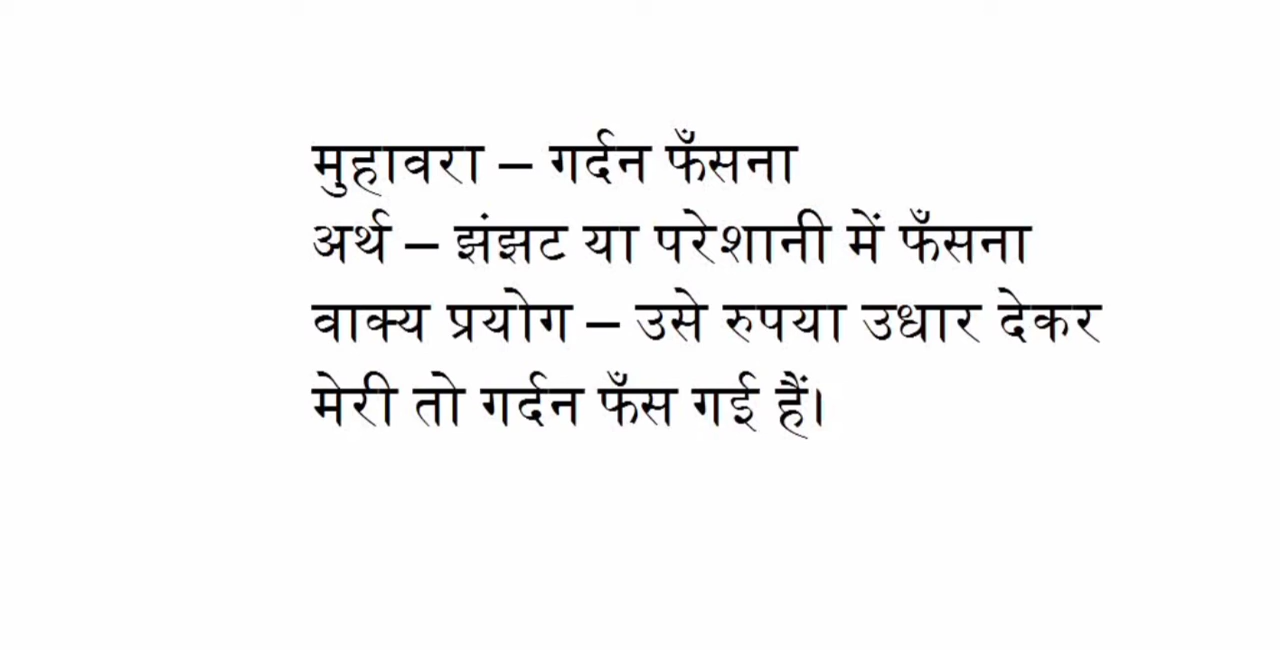 मुहावरा – गर्दन फँसना
अर्थ – झंझट या परेशानी में फँसना
वाक्य प्रयोग – उसे रुपया उधार देकर
मेरी तो गर्दन फँस गई हैं।